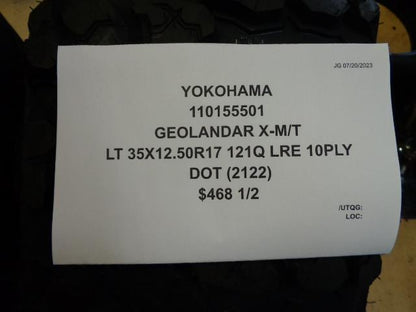 JG 07/20/2023
YOKOHAMA
110155501
GEOLANDAR X-M/T
LT 35X12.50R17 121Q LRE 10PLY
DOT (2122)
$468 1/2
/UTQG:
LOC: